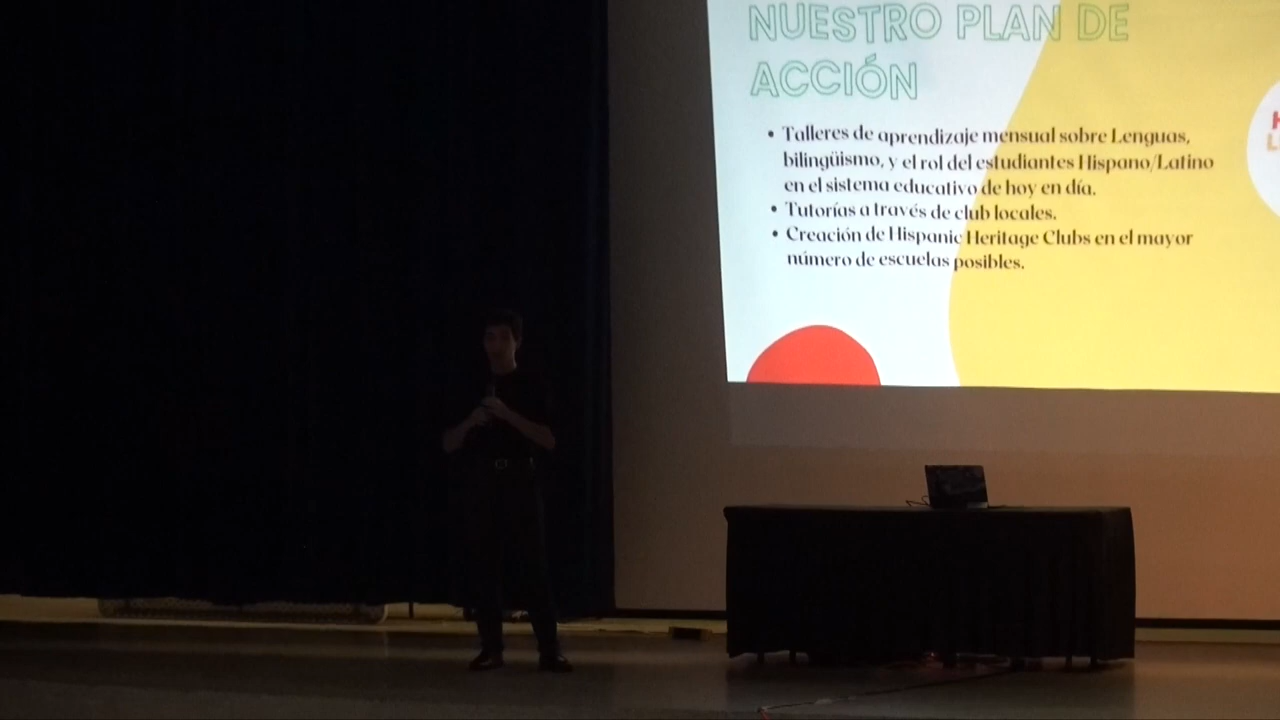 NUESTRO PLAN DE
ACCIÓN
• Talleres de aprendizaje mensual sobre Lenguas,
bilingüismo, y el rol del estudiantes Hispano/Latino
en el sistema educativo de hoy en día.
• Tutorías a través de club locales.
• Creación de Hispanic Heritage Clubs en el mayor
número de escuelas posibles.